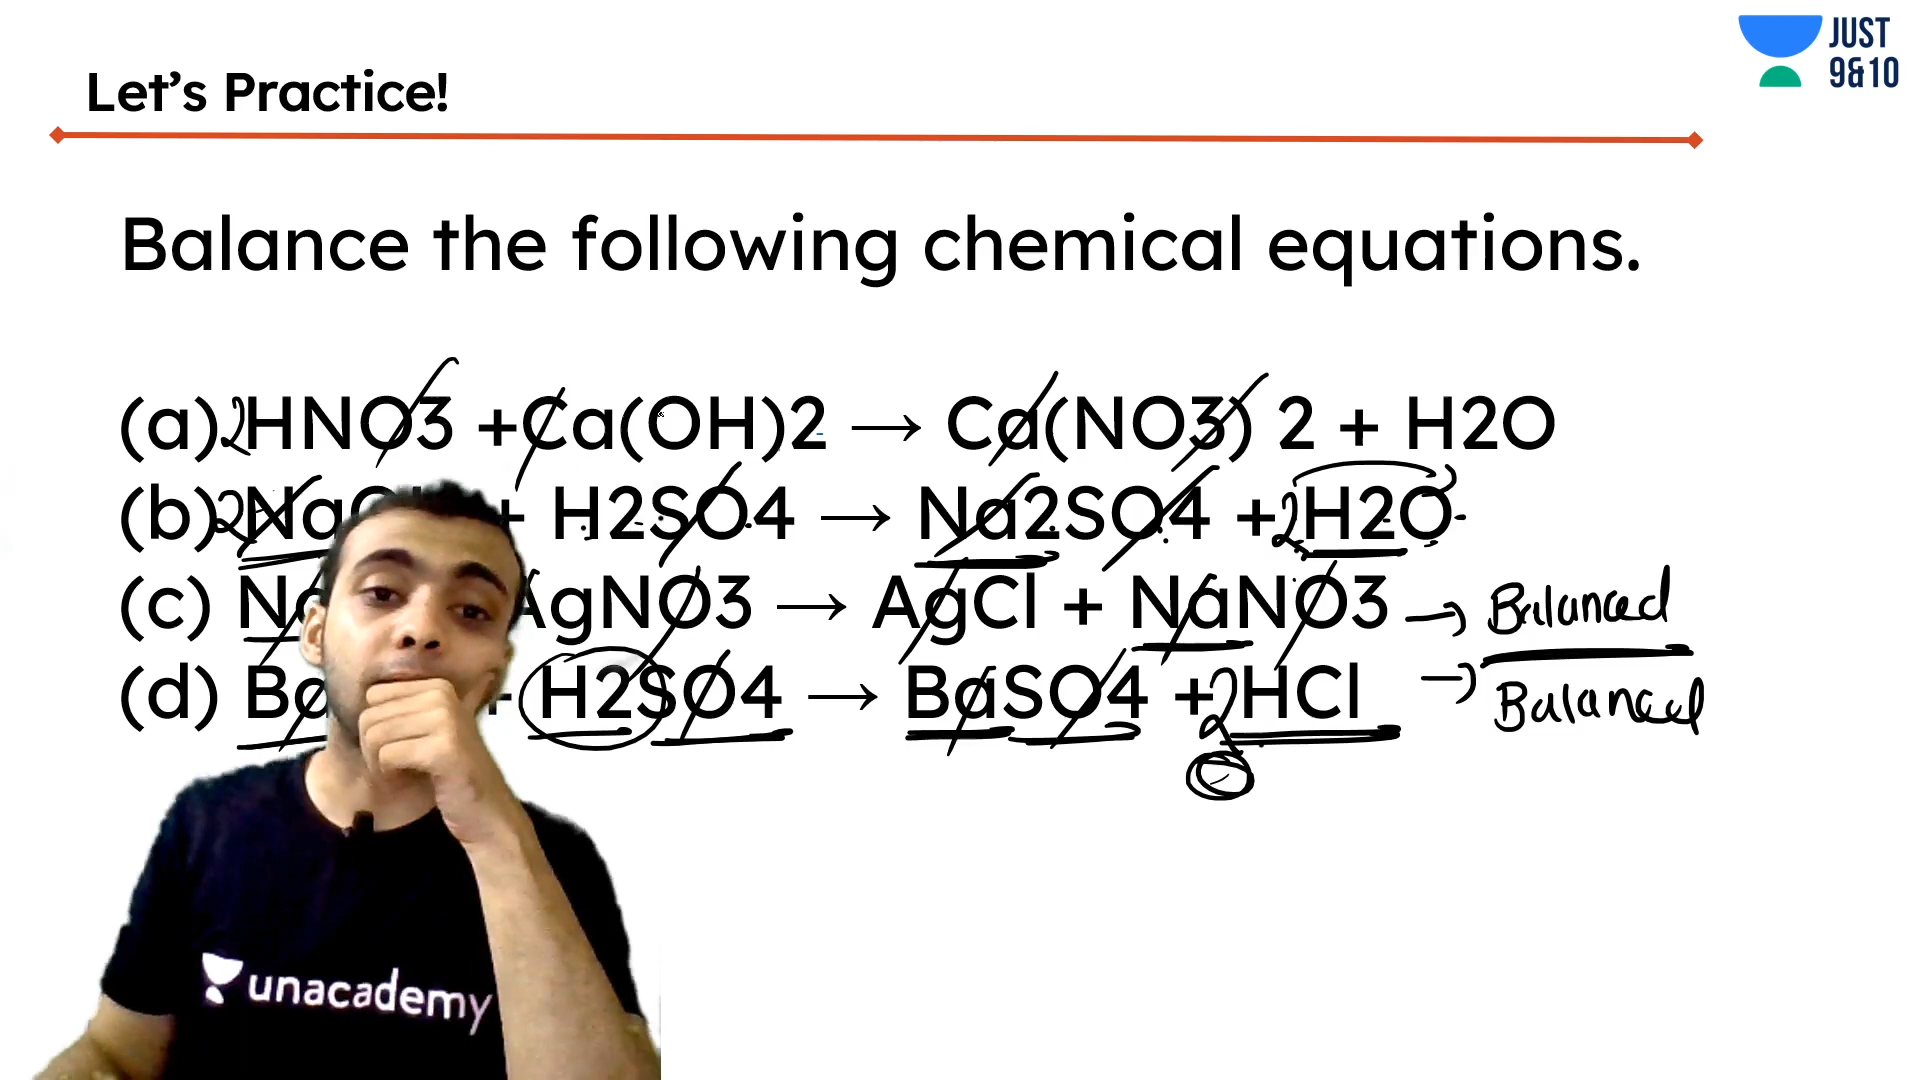 JUST
9&10
Let's Practice!
Balance the following chemical equations.
(a) 2HNO3 +Ca(OH)2 → Ca(NO3) 2 + H2O
(b) 2Na + H2SO4 → Na2SO4 + 2H2O
(c) AgNO3 → AgCl + NaNO3 → Balanced
(d) Ba + H2SO4 → BaSO4 + 2HCl → Balanced
unacademy